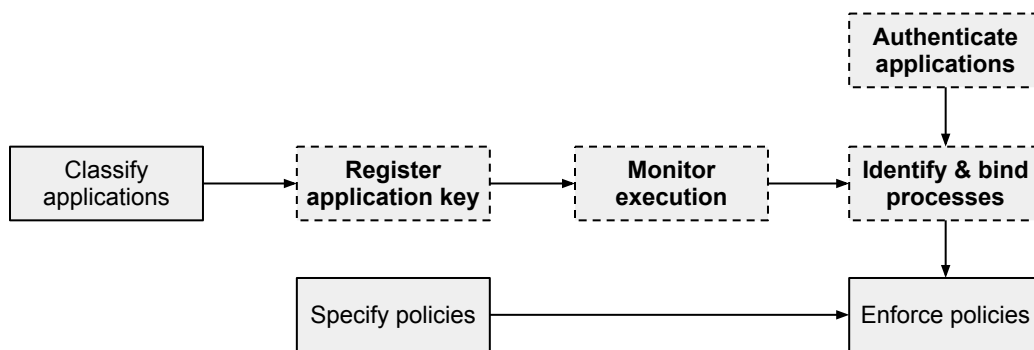 Authenticate
applications
Classify
applications
Register
application key
Monitor
execution
Identify & bind
processes
Specify policies
Enforce policies